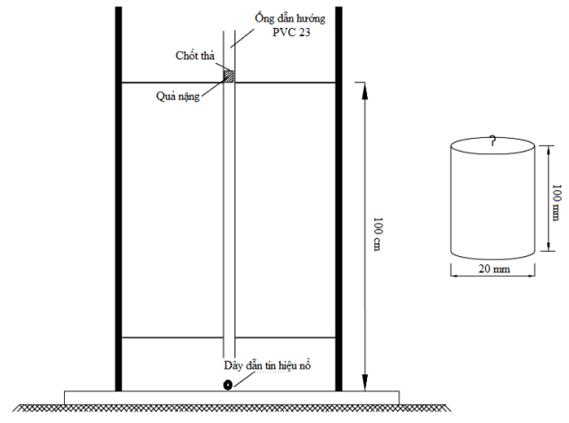 Ống dẫn hướng
PVC 23
Chốt thả
Quả nặng
100 cm
Dây dẫn tín hiệu nổ
?
100 mm
20 mm